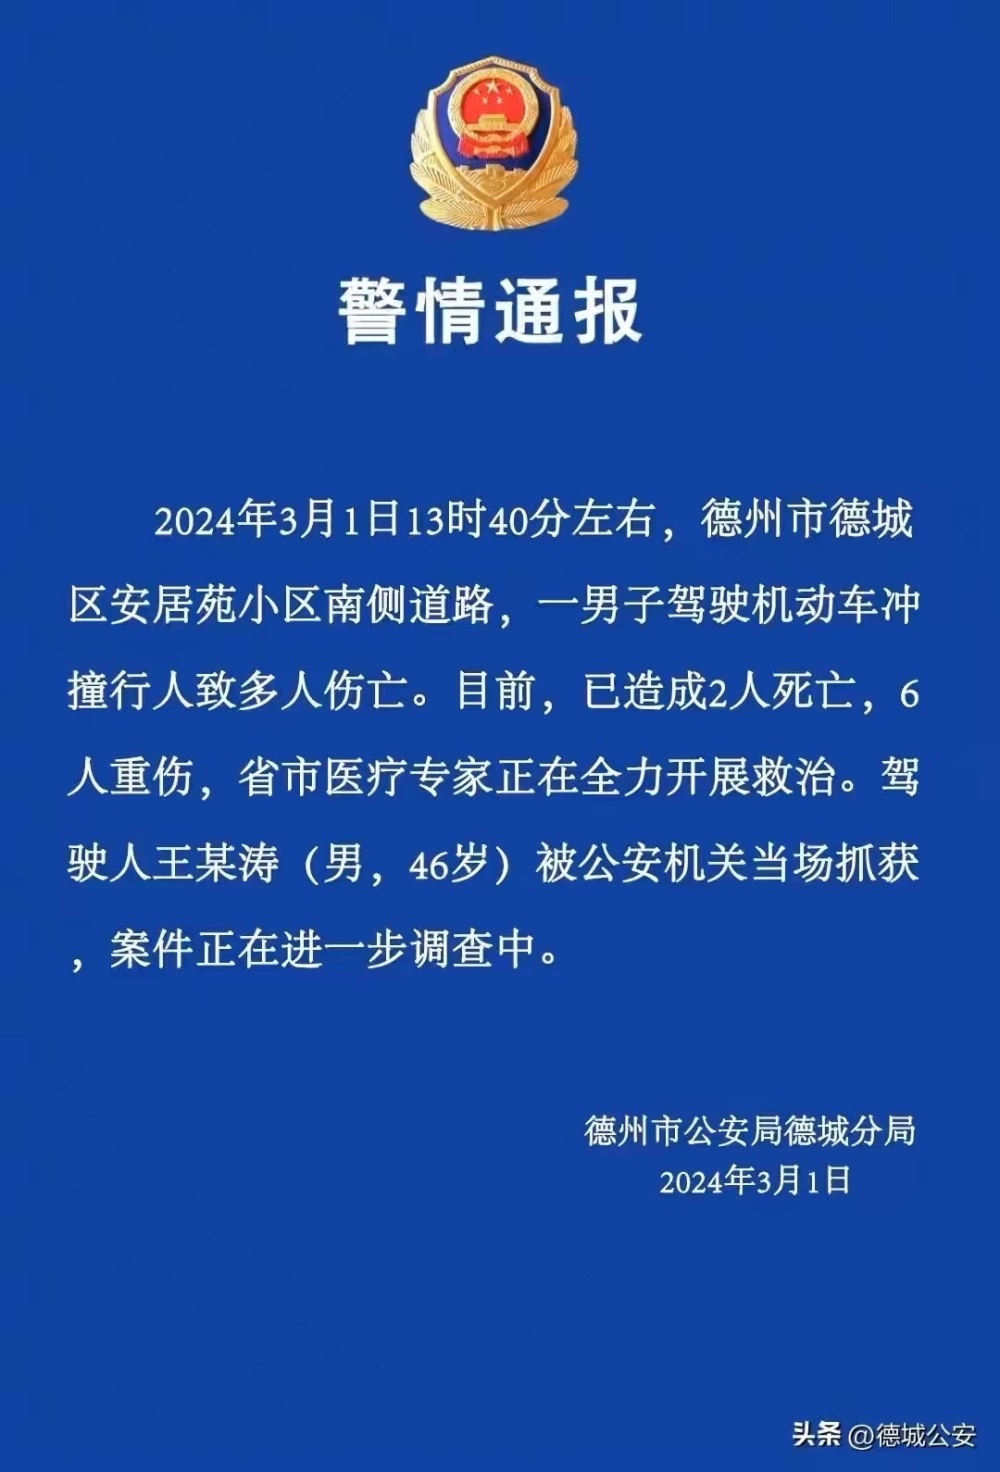 警情通报
2024年3月1日13时40分左右，德州市德城
区安居苑小区南侧道路，一男子驾驶机动车冲
撞行人致多人伤亡。目前，已造成2人死亡，6
人重伤，省市医疗专家正在全力开展救治。驾
驶人王某涛（男，46岁）被公安机关当场抓获
，案件正在进一步调查中。
德州市公安局德城分局
2024年3月1日
头条 @德城公安